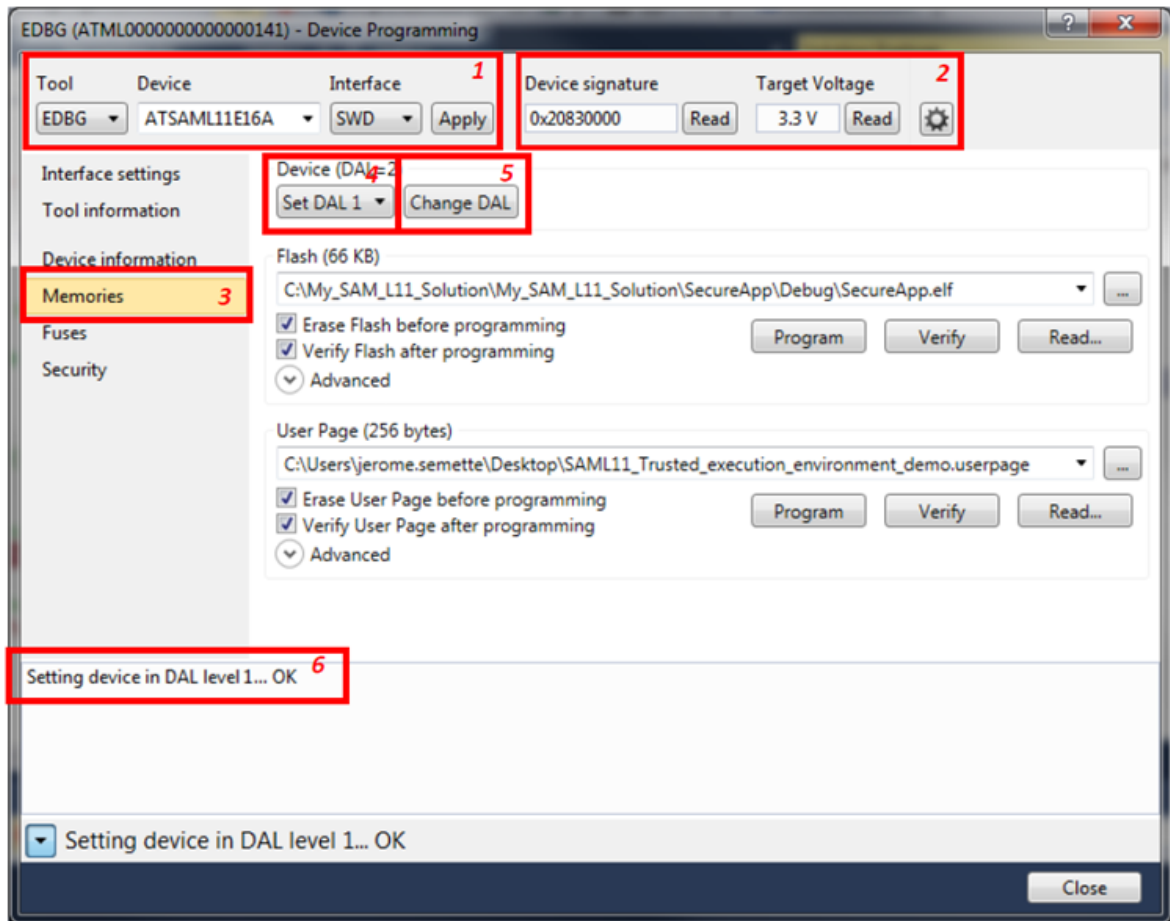 EDBG (ATML0000000000000141) - Device Programming
?
X
1
2
Tool Device Interface
Device signature Target Voltage
EDBG ATSAML11E16A SWD Apply
0x20830000 Read 3.3 V Read
Interface settings
Tool information
Device information
Memories 3
Fuses
Security
Device (DAL=2
4
5
Set DAL 1 Change DAL
Flash (66 KB)
C:\My_SAM_L11_Solution\My_SAM_L11_Solution\SecureApp\Debug\SecureApp.elf ...
Erase Flash before programming
Verify Flash after programming
Program Verify Read...
Advanced
User Page (256 bytes)
C:\Users\jerome.semette\Desktop\SAML11_Trusted_execution_environment_demo.userpage ...
Erase User Page before programming
Verify User Page after programming
Program Verify Read...
Advanced
Setting device in DAL level 1... OK 6
Setting device in DAL level 1... OK
Close